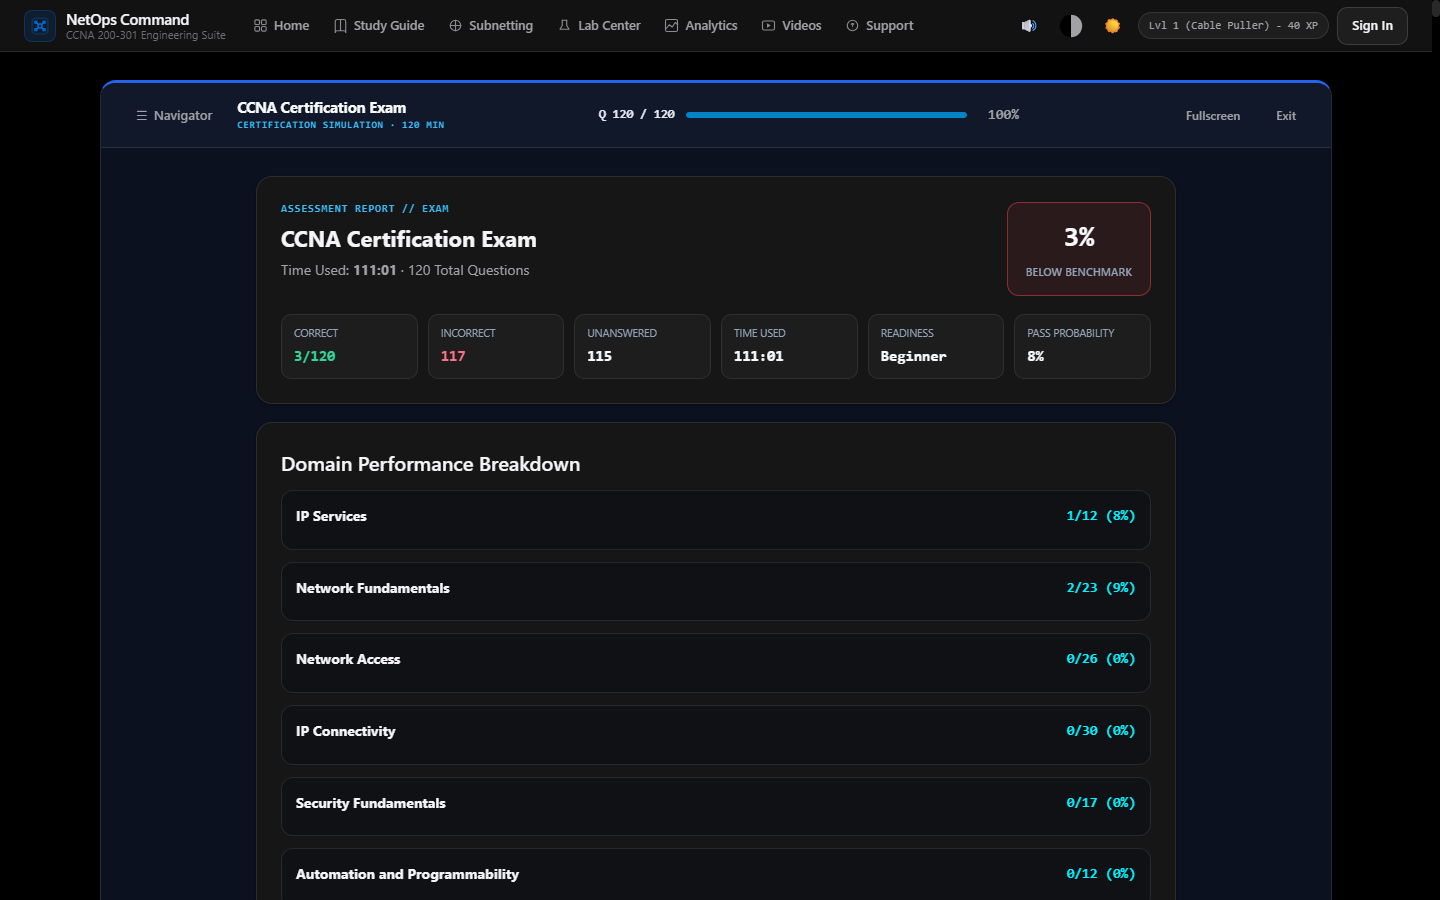 NetOps Command
CCNA 200-301 Engineering Suite
Home
Study Guide
Subnetting
Lab Center
Analytics
Videos
Support
Lvl 1 (Cable Puller) - 40 XP
Sign In
Navigator
CCNA Certification Exam
CERTIFICATION SIMULATION · 120 MIN
Q 120 / 120
100%
Fullscreen
Exit
ASSESSMENT REPORT // EXAM
CCNA Certification Exam
Time Used: 111:01 · 120 Total Questions
3%
BELOW BENCHMARK
CORRECT
3/120
INCORRECT
117
UNANSWERED
115
TIME USED
111:01
READINESS
Beginner
PASS PROBABILITY
8%
Domain Performance Breakdown
IP Services
1/12 (8%)
Network Fundamentals
2/23 (9%)
Network Access
0/26 (0%)
IP Connectivity
0/30 (0%)
Security Fundamentals
0/17 (0%)
Automation and Programmability
0/12 (0%)